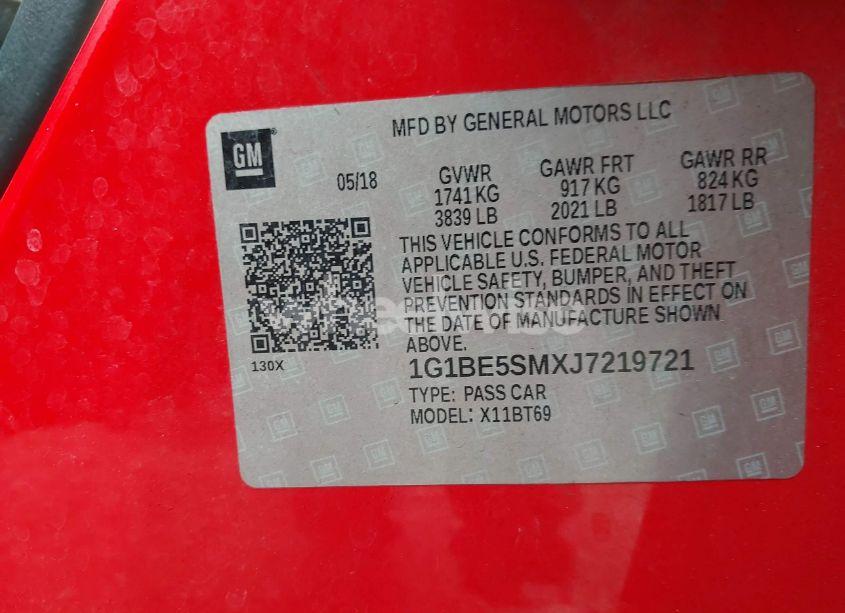 MFD BY GENERAL MOTORS LLC
GM
05/18
GVWR
1741 KG
3839 LB
GAWR FRT
917 KG
2021 LB
GAWR RR
824 KG
1817 LB
THIS VEHICLE CONFORMS TO ALL
APPLICABLE U.S. FEDERAL MOTOR
VEHICLE SAFETY, BUMPER, AND THEFT
PREVENTION STANDARDS IN EFFECT ON
THE DATE OF MANUFACTURE SHOWN
ABOVE.
130X
1G1BE5SMXJ7219721
TYPE: PASS CAR
MODEL: X11BT69